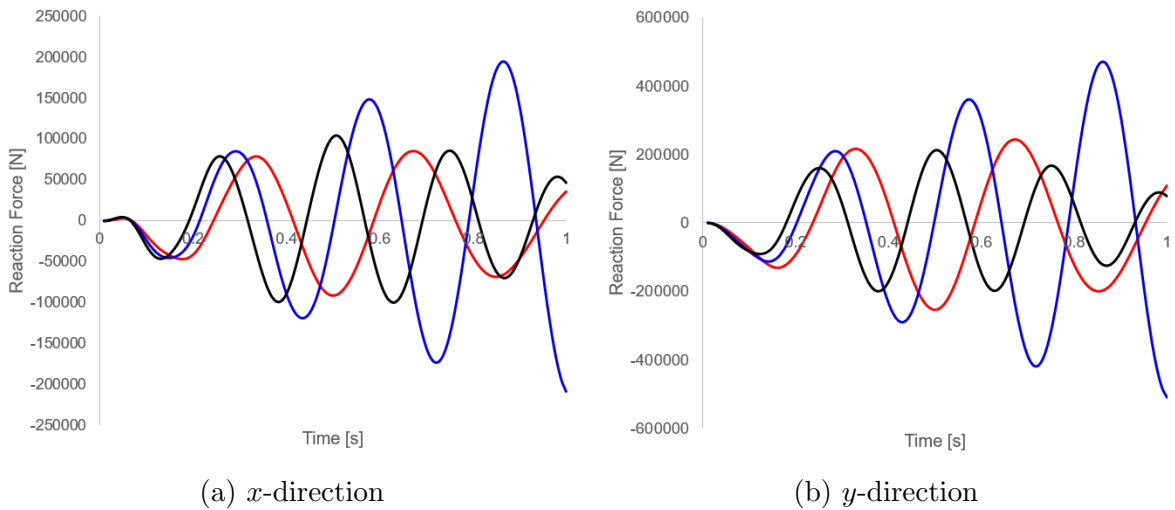 250000
200000
150000
100000
50000
0
-50000
-100000
-150000
-200000
-250000
Reaction Force [N]
0 0.2 0.4 0.6 0.8 1
Time [s]
(a) x-direction
600000
400000
200000
0
-200000
-400000
-600000
Reaction Force [N]
0 0.2 0.4 0.6 0.8 1
Time [s]
(b) y-direction